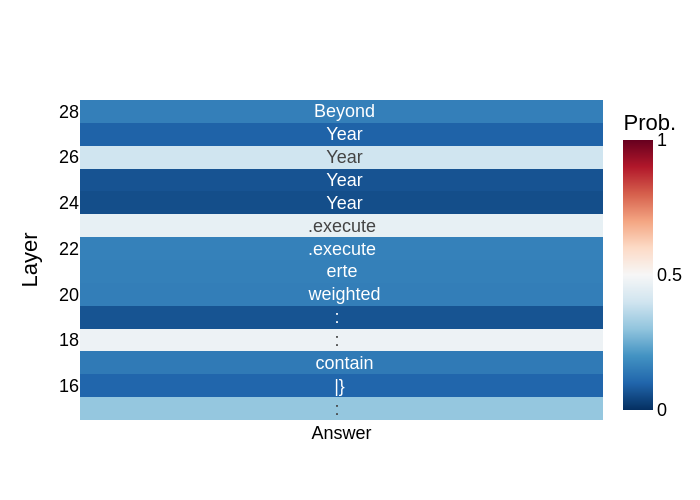 Prob.
28 Beyond 1
Year
26 Year
Year
24 Year
.execute
22 .execute
erte 0.5
20 weighted
:
18 :
contain
16 |}
: 0
Answer
Layer